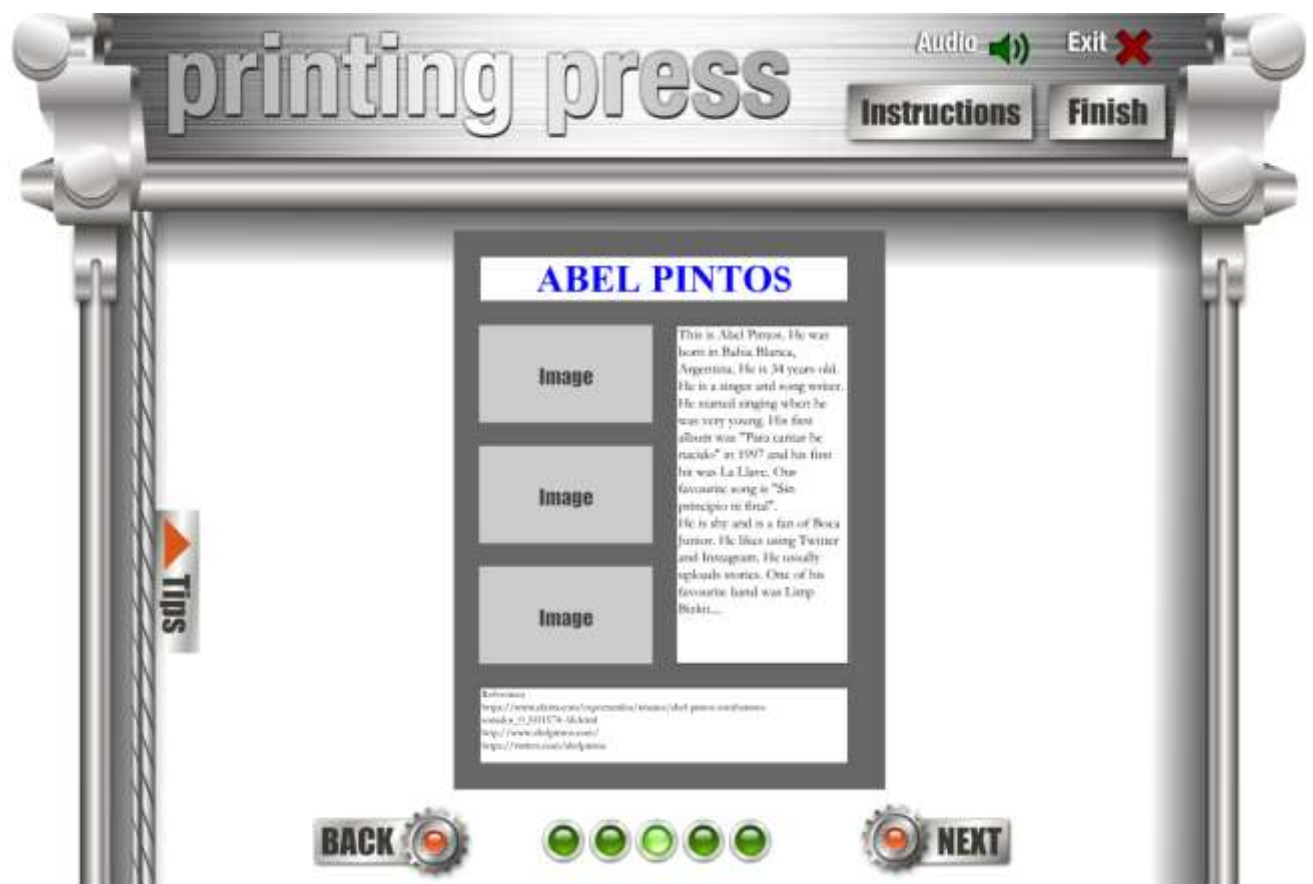 printing press
Audio
Exit
Instructions
Finish
ABEL PINTOS
Image
Image
Image
This is Abel Pintos. He was
born in Bahia Blanca,
Argentina. He is 34 years old.
He is a singer and song writer.
He started singing when he
was very young. His first
album was "Para cantar he
nacido" in 1997 and his first
hit was La Llave. Our
favourite song is "Sin
principio ni final".
He is shy and is a fan of Boca
Junior. He likes using Twitter
and Instagram. He usually
uploads stories. One of his
favourite band was Limp
Bizkit...
References
http://www.abelpintos.com/
https://twitter.com/abelpintos
Tips
BACK
NEXT